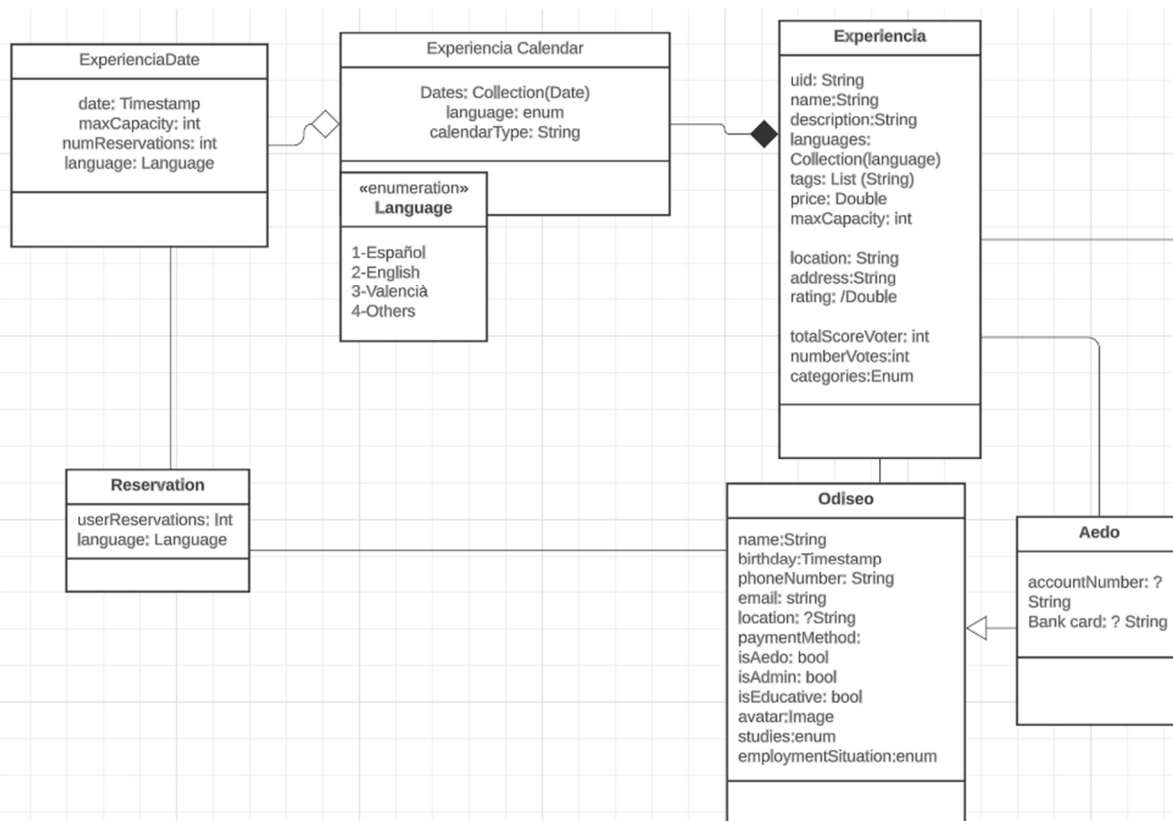 ExperienciaDate
date: Timestamp
maxCapacity: int
numReservations: int
language: Language
Experiencia Calendar
Dates: Collection(Date)
language: enum
calendarType: String
«enumeration»
Language
1-Español
2-English
3-Valencià
4-Others
Experiencia
uid: String
name:String
description:String
languages:
Collection(language)
tags: List (String)
price: Double
maxCapacity: int
location: String
address:String
rating: /Double
totalScoreVoter: int
numberVotes:int
categories:Enum
Reservation
userReservations: Int
language: Language
Odiseo
name:String
birthday:Timestamp
phoneNumber: String
email: string
location: ?String
paymentMethod:
isAedo: bool
isAdmin: bool
isEducative: bool
avatar:Image
studies:enum
employmentSituation:enum
Aedo
accountNumber: ?
String
Bank card: ? String